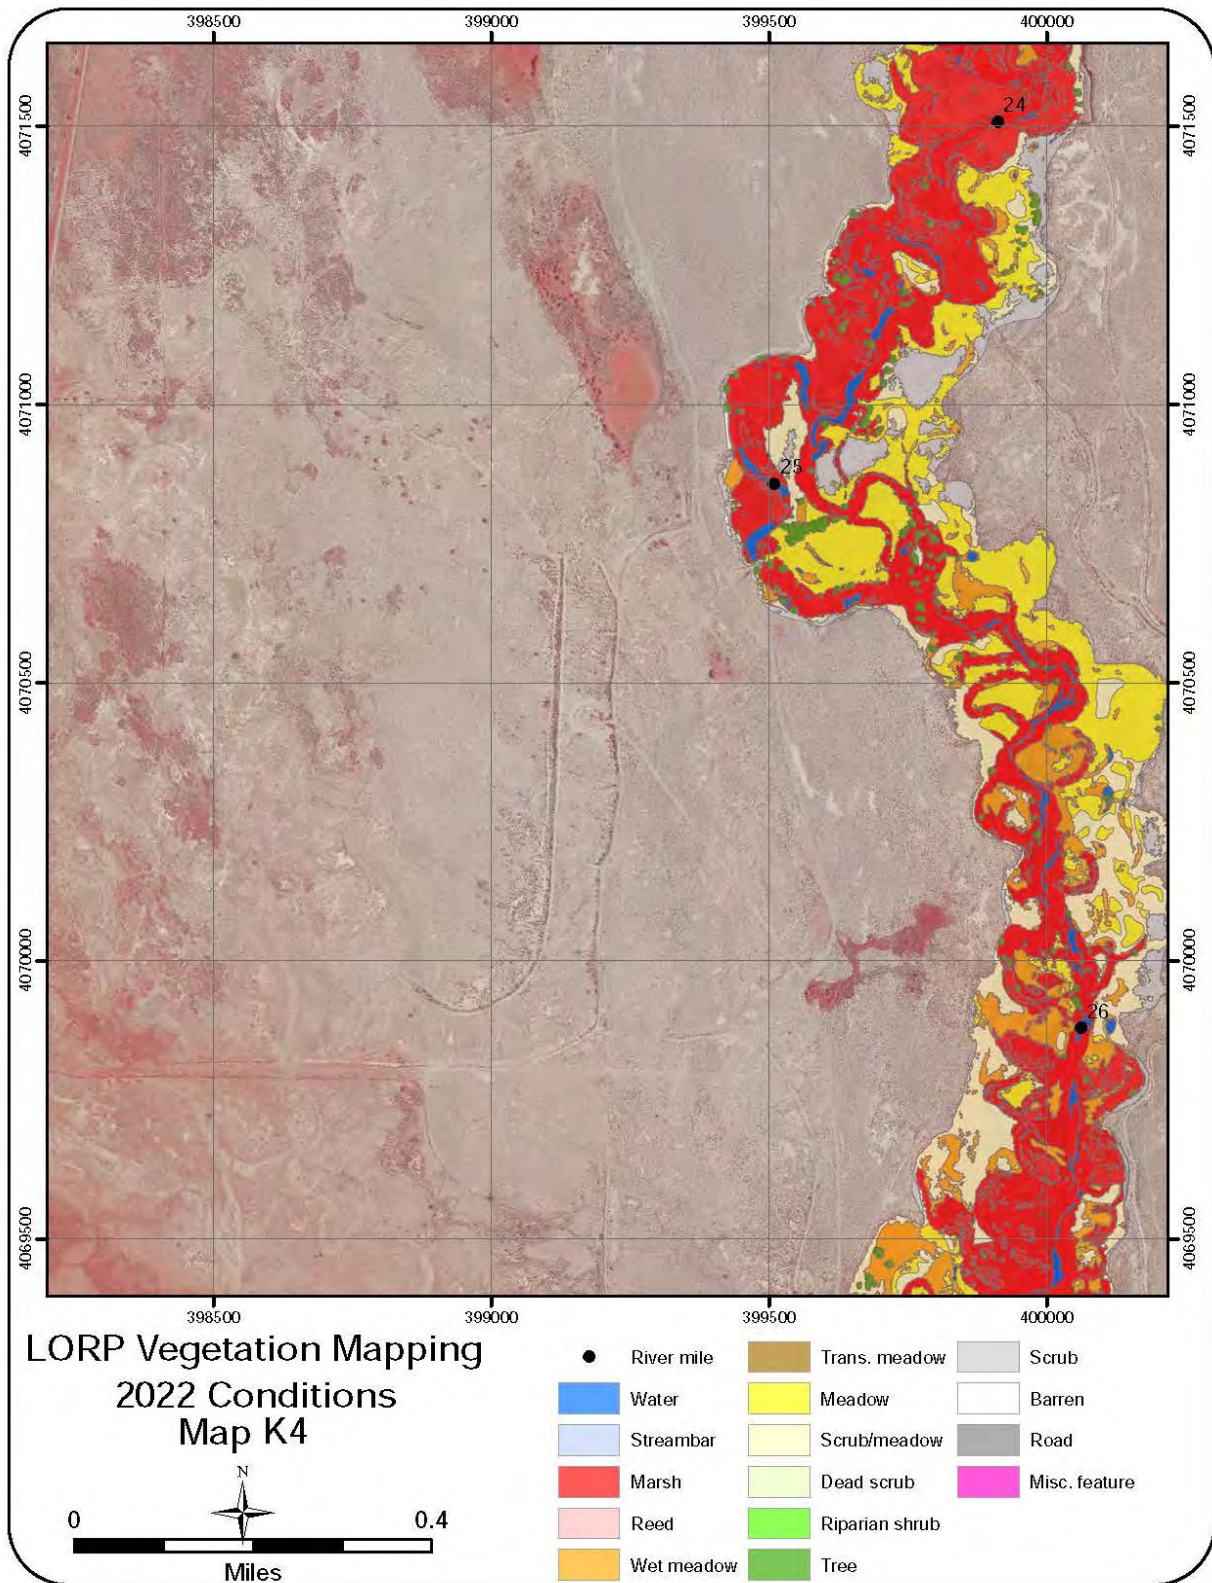 398500 399000 399500 400000
4071500 4071500
24
4071000 4071000
25
4070500 4070500
4070000 4070000
26
4069500 4069500
398500 399000 399500 400000
LORP Vegetation Mapping
2022 Conditions
Map K4
N
0 0.4
Miles
River mile
Water
Streambar
Marsh
Reed
Wet meadow
Trans. meadow
Meadow
Scrub/meadow
Dead scrub
Riparian shrub
Tree
Scrub
Barren
Road
Misc. feature